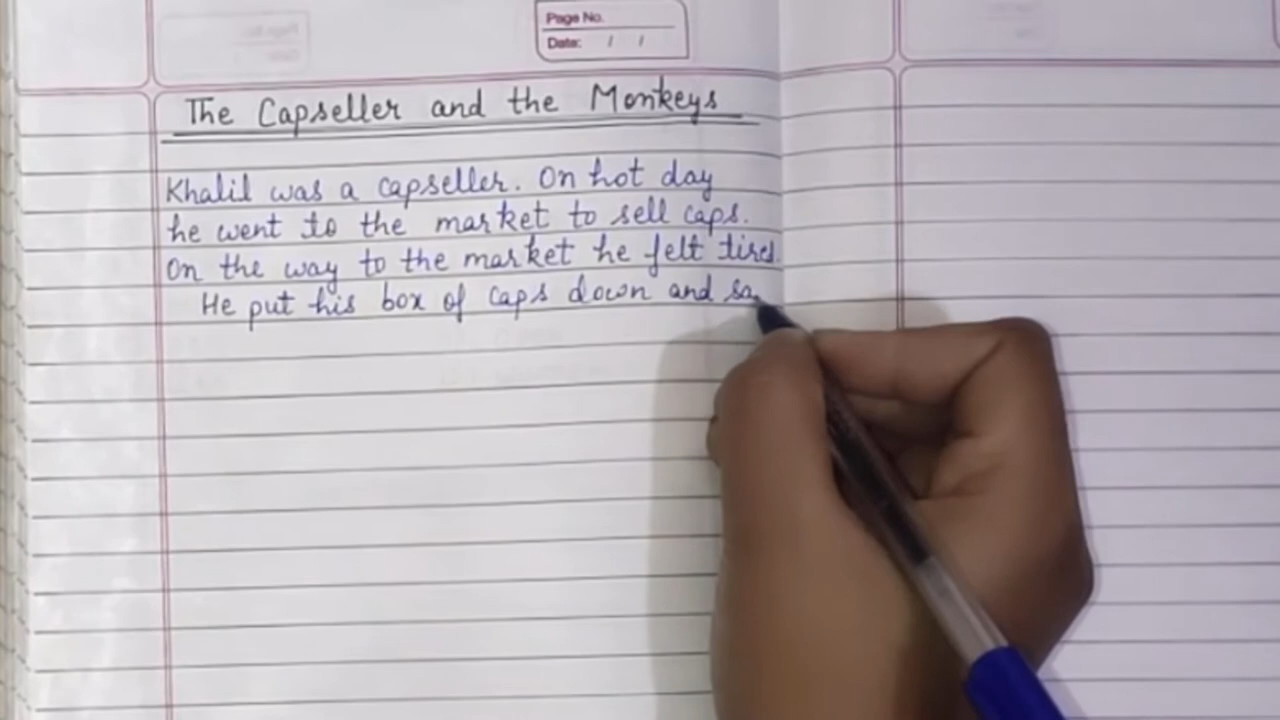 Page No.
Date: / /
The Capseller and the Monkeys
Khalil was a capseller. On hot day
he went to the market to sell caps.
On the way to the market he felt tired.
He put his box of caps down and sa